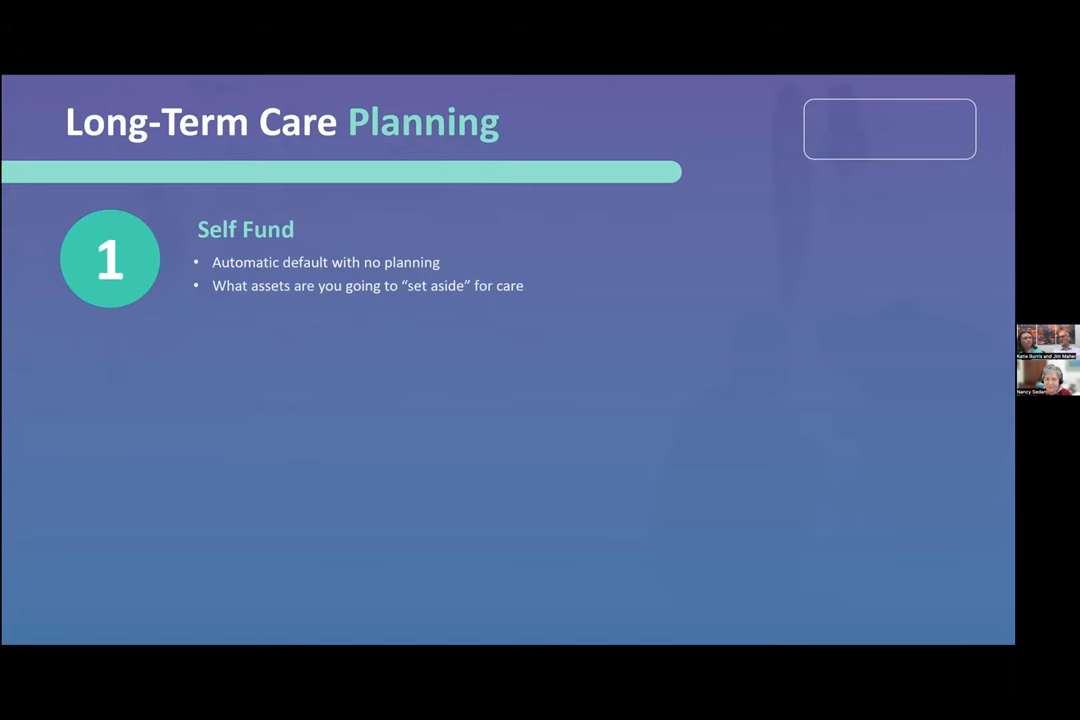 Long-Term Care Planning
1
Self Fund
• Automatic default with no planning
• What assets are you going to “set aside” for care
Katie Burris and Jim Maher
Nancy